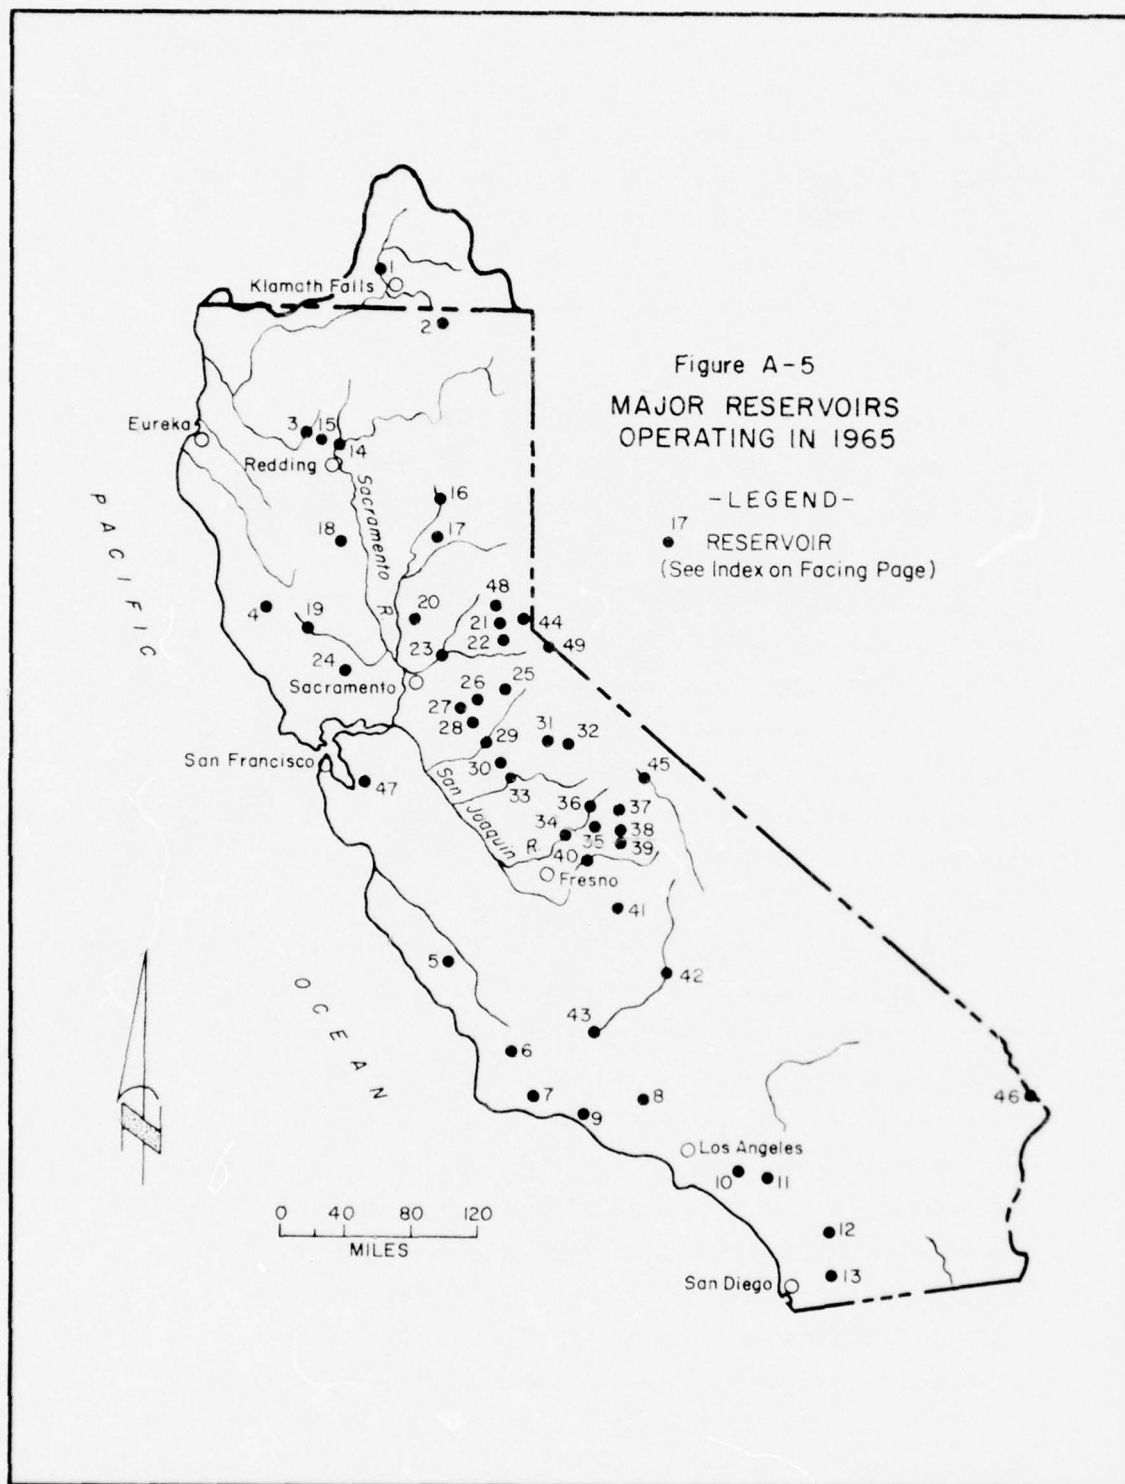 Klamath Falls
1
2
Figure A-5
MAJOR RESERVOIRS
OPERATING IN 1965
-LEGEND-
17
RESERVOIR
(See Index on Facing Page)
Eureka
3
15
14
Redding
16
17
18
Sacramento R.
PACIFIC
4
19
20
48
21
44
22
23
49
24
Sacramento
25
26
27
28
29
31
32
San Francisco
30
33
45
47
San Joaquin R.
36
37
34
35
38
39
40
Fresno
41
5
42
OCEAN
43
6
7
8
9
46
Los Angeles
10
11
0 40 80 120
MILES
12
13
San Diego